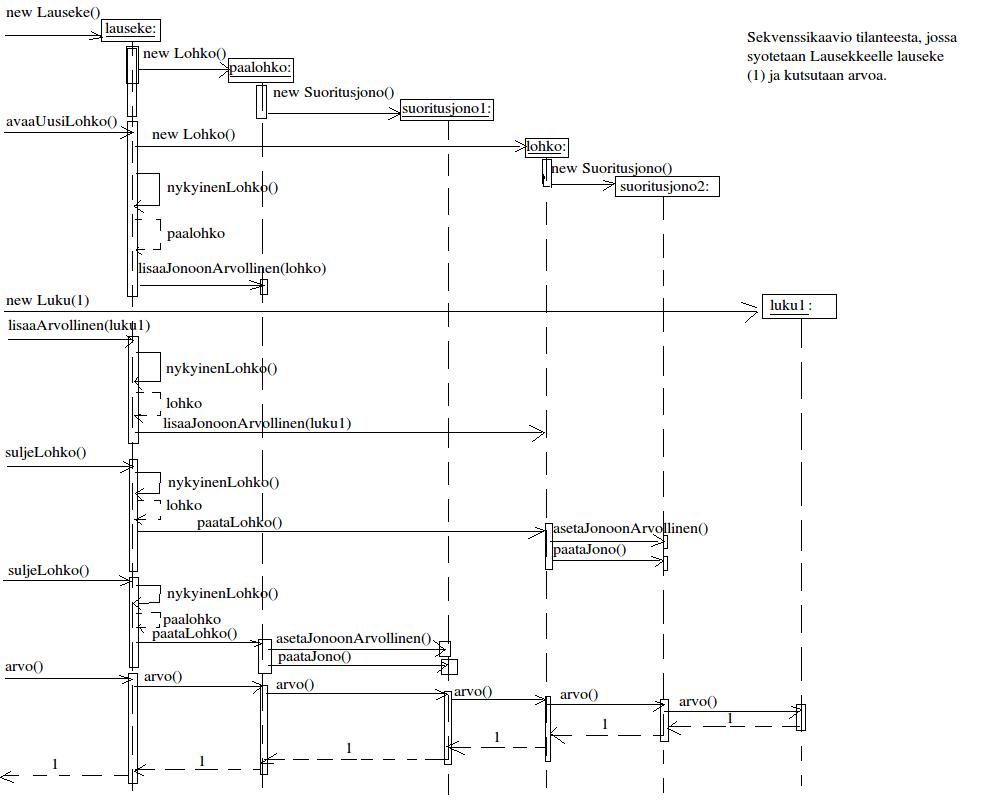 new Lauseke()
lauseke:
Sekvenssikaavio tilanteesta, jossa
syotetaan Lausekkeelle lauseke
(1) ja kutsutaan arvoa.
new Lohko()
paalohko:
new Suoritusjono()
suoritusjono1:
avaaUusiLohko()
new Lohko()
lohko:
new Suoritusjono()
suoritusjono2:
nykyinenLohko()
paalohko
lisaaJonoonArvollinen(lohko)
new Luku(1)
luku1:
lisaaArvollinen(luku1)
nykyinenLohko()
lohko
lisaaJonoonArvollinen(luku1)
suljeLohko()
nykyinenLohko()
lohko
paataLohko()
asetaJonoonArvollinen()
paataJono()
suljeLohko()
nykyinenLohko()
paalohko
paataLohko()
asetaJonoonArvollinen()
paataJono()
arvo()
arvo()
arvo()
arvo()
arvo()
arvo()
1
1
1
1
1
1